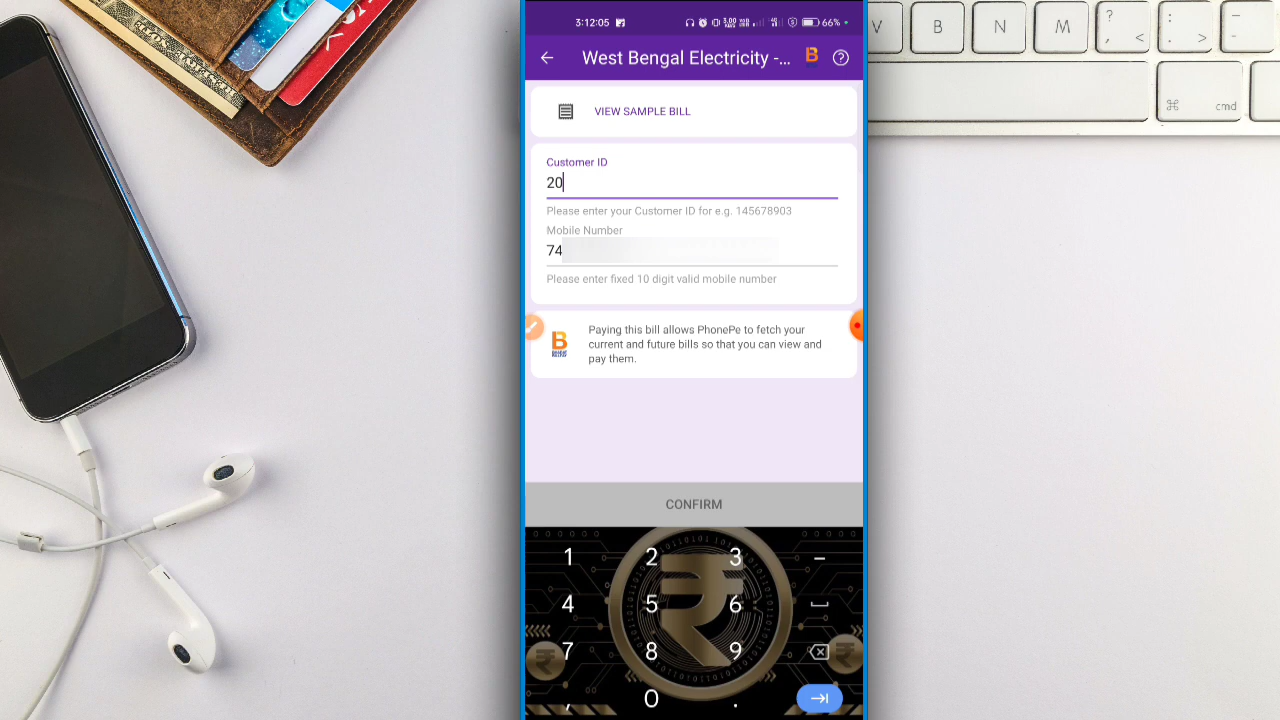 3:12:05 3.00 66%
West Bengal Electricity -...
VIEW SAMPLE BILL
Customer ID
20
Please enter your Customer ID for e.g. 145678903
Mobile Number
74
Please enter fixed 10 digit valid mobile number
Paying this bill allows PhonePe to fetch your
current and future bills so that you can view and
pay them.
CONFIRM
1 2 3 -
4 5 6
7 8 9
, 0 .
V B N M ? , < : . > - -
⌘ cmd